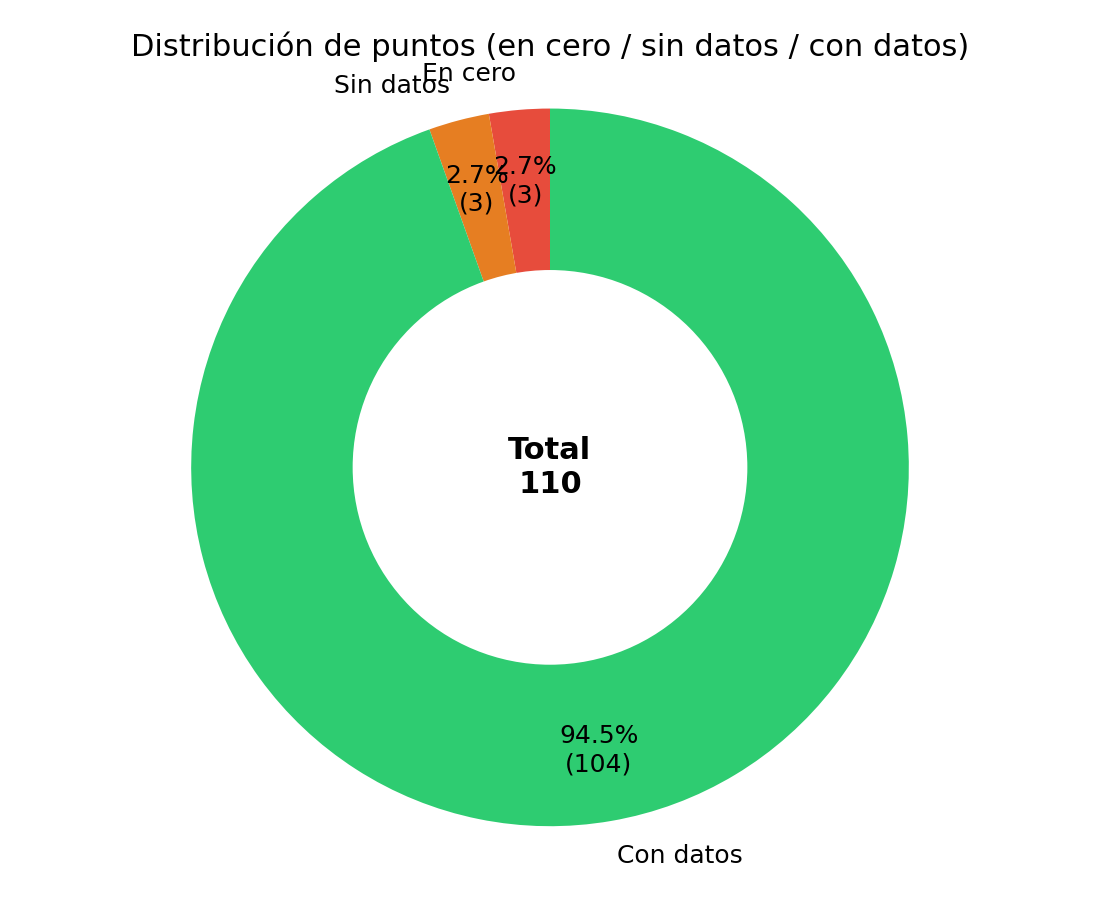 Distribución de puntos (en cero / sin datos / con datos)
En cero
Sin datos
2.7%
(3)
2.7%
(3)
Total
110
94.5%
(104)
Con datos